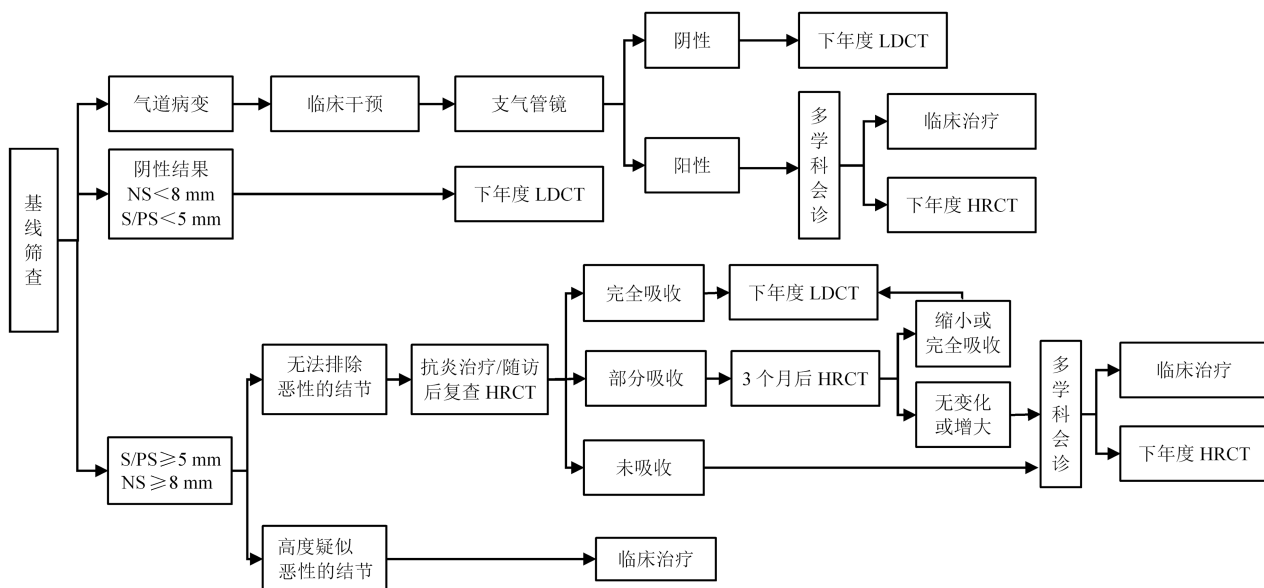 基线筛查
气道病变
临床干预
支气管镜
阴性
下年度 LDCT
阳性
多学科会诊
临床治疗
下年度 HRCT
阴性结果
NS＜8 mm
S/PS＜5 mm
下年度 LDCT
S/PS≥5 mm
NS≥8 mm
无法排除
恶性的结节
抗炎治疗/随访
后复查 HRCT
完全吸收
下年度 LDCT
部分吸收
3 个月后 HRCT
缩小或
完全吸收
无变化
或增大
未吸收
多学科会诊
临床治疗
下年度 HRCT
高度疑似
恶性的结节
临床治疗